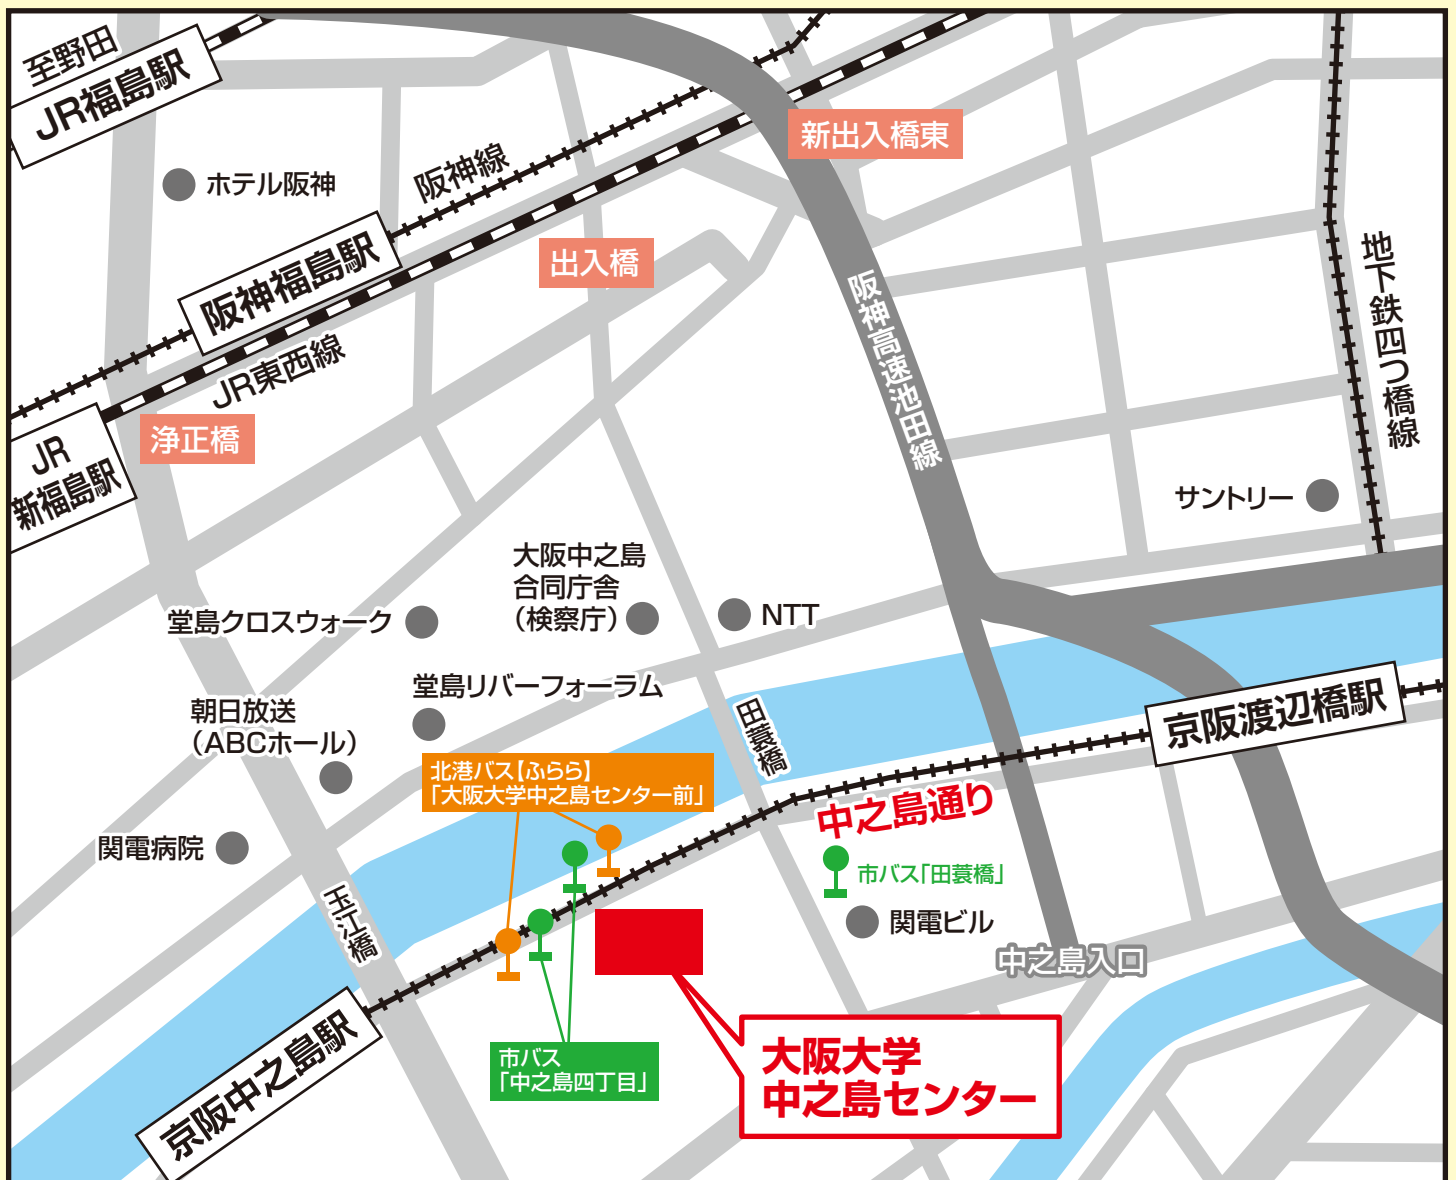 至野田
JR福島駅
ホテル阪神
阪神線
新出入橋東
阪神福島駅
出入橋
JR東西線
阪神高速池田線
地下鉄四つ橋線
浄正橋
JR
新福島駅
サントリー
大阪中之島
合同庁舎
(検察庁)
NTT
堂島クロスウォーク
堂島リバーフォーラム
朝日放送
(ABCホール)
田蓑橋
京阪渡辺橋駅
北港バス【ふらら】
「大阪大学中之島センター前」
中之島通り
関電病院
市バス「田蓑橋」
玉江橋
関電ビル
中之島入口
京阪中之島駅
市バス
「中之島四丁目」
大阪大学
中之島センター